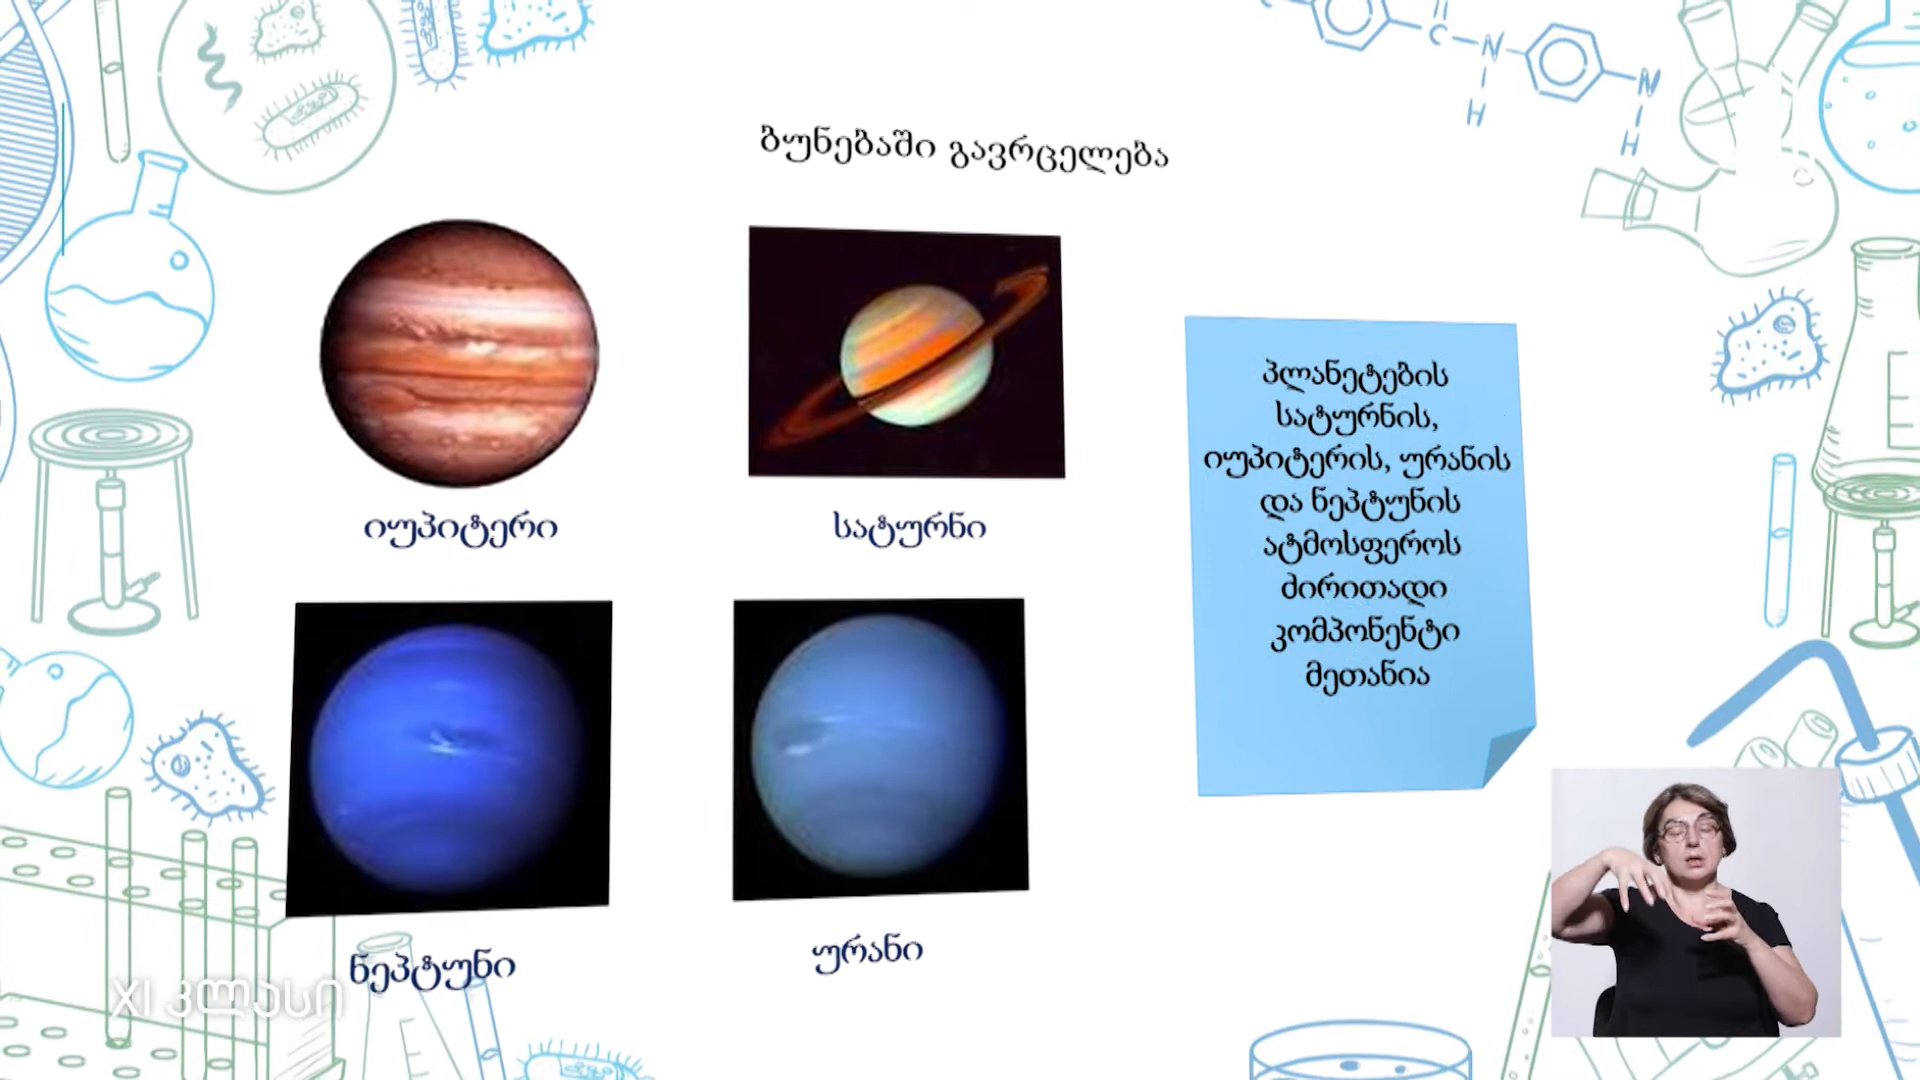 ბუნებაში გავრცელება
იუპიტერი
სატურნი
ნეპტუნი
ურანი
პლანეტების
სატურნის,
იუპიტერის, ურანის
და ნეპტუნის
ატმოსფეროს
ძირითადი
კომპონენტი
მეთანია
XI კლასი
C
N
H
N
H